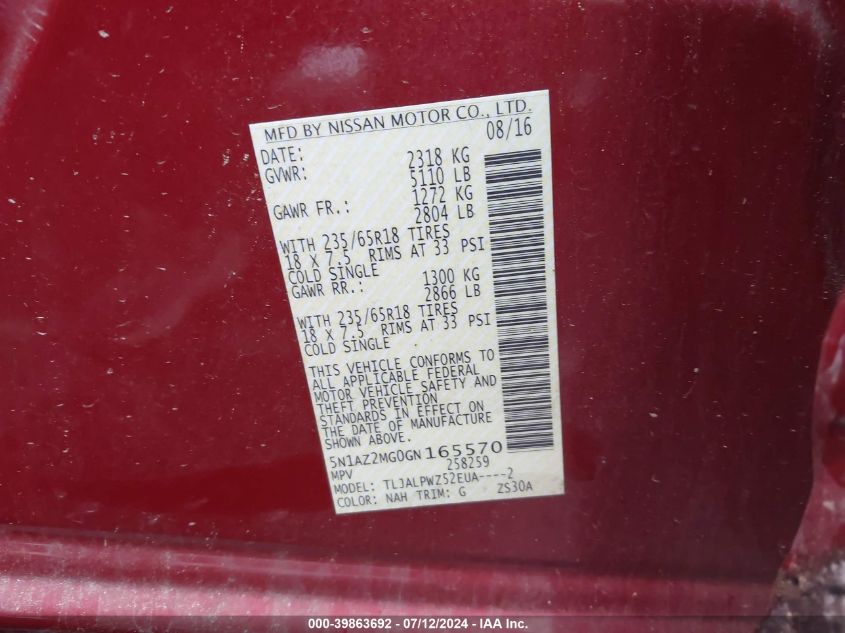 MFD BY NISSAN MOTOR CO., LTD.
DATE: 08/16
GVWR: 2318 KG
5110 LB
GAWR FR.: 1272 KG
2804 LB
WITH 235/65R18 TIRES
18 X 7.5 RIMS AT 33 PSI
COLD SINGLE
GAWR RR.: 1300 KG
2866 LB
WITH 235/65R18 TIRES
18 X 7.5 RIMS AT 33 PSI
COLD SINGLE
THIS VEHICLE CONFORMS TO
ALL APPLICABLE FEDERAL
MOTOR VEHICLE SAFETY AND
THEFT PREVENTION
STANDARDS IN EFFECT ON
THE DATE OF MANUFACTURE
SHOWN ABOVE.
5N1AZ2MG0GN165570
MPV 258259
MODEL: TLJALPWZ52EUA----2
COLOR: NAH TRIM: G ZS30A
000-39863692 - 07/12/2024 - IAA Inc.